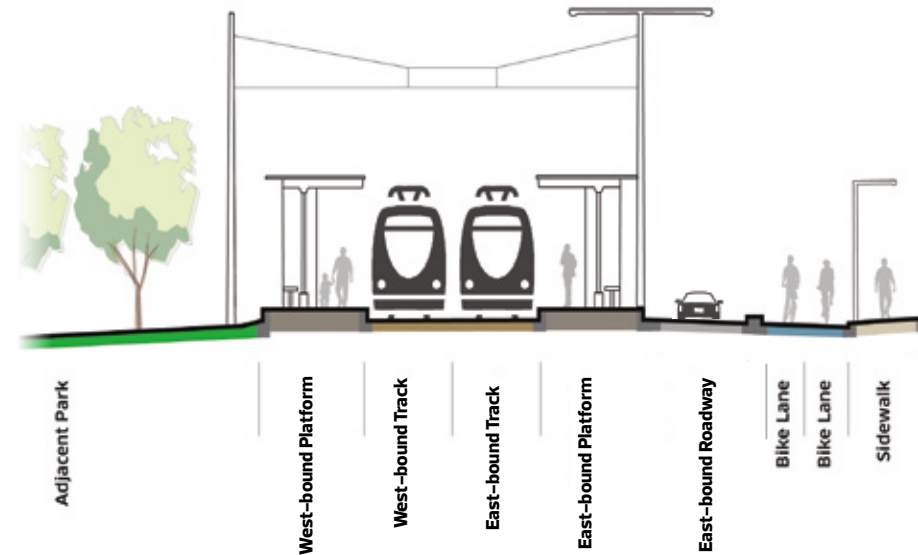 Adjacent Park
West-bound Platform
West-bound Track
East-bound Track
East-bound Platform
East-bound Roadway
Bike Lane
Bike Lane
Sidewalk